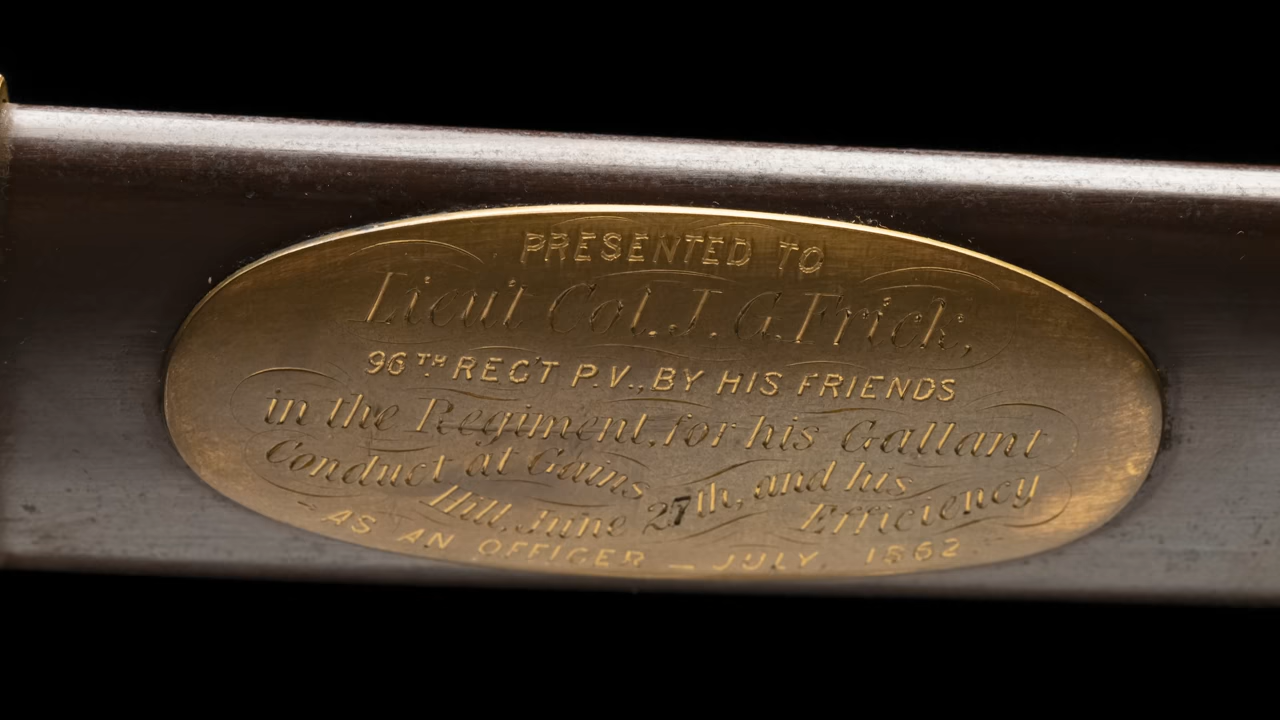 PRESENTED TO
Lieut Col. J. G. Frick,
96TH REG'T P.V., BY HIS FRIENDS
in the Regiment, for his Gallant
Conduct at Gains
Hill, June 27th, and his
Efficiency
- AS AN OFFICER - JULY, 1862.